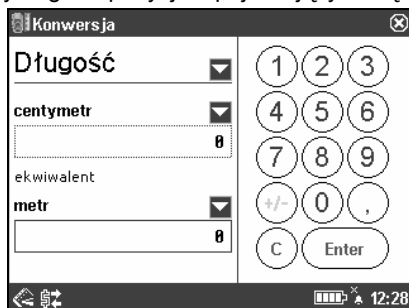 Konwersja
Długość
centymetr
0
ekwiwalent
metr
0
1 2 3
4 5 6
7 8 9
+/- 0 ,
C Enter
12:28